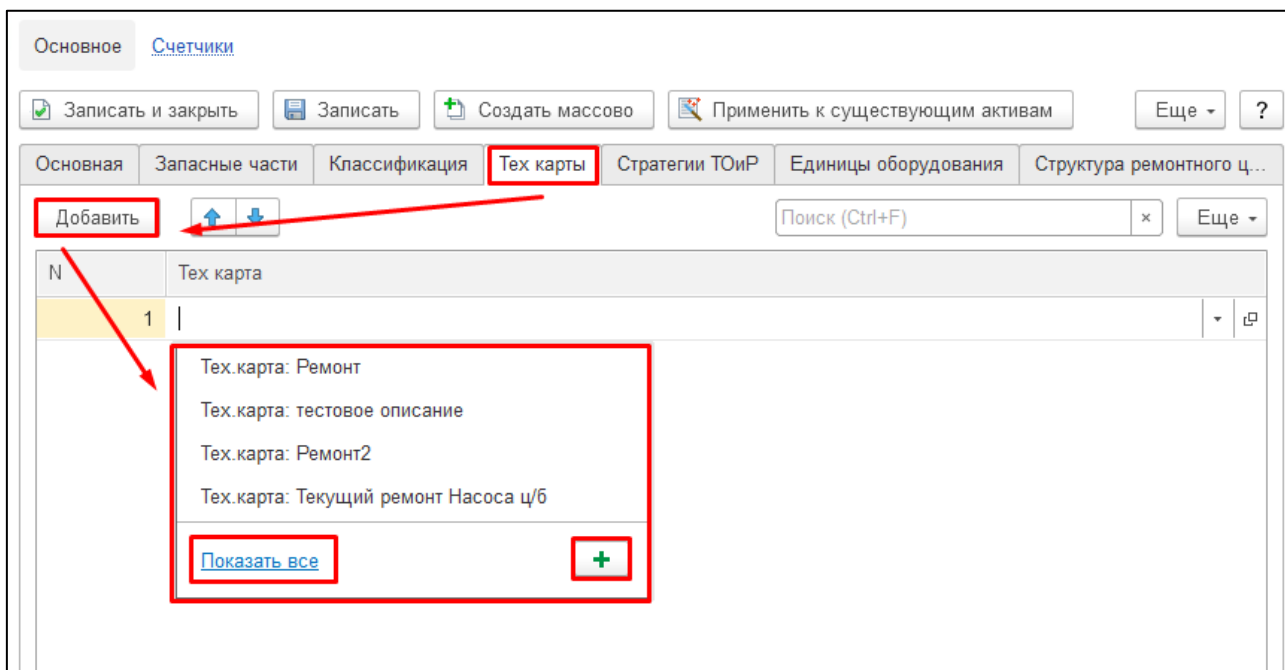 Основное Счетчики
Записать и закрыть Записать Создать массово Применить к существующим активам Еще ?
Основная Запасные части Классификация Тех карты Стратегии ТОиР Единицы оборудования Структура ремонтного ц...
Добавить Поиск (Ctrl+F) × Еще
N Тех карта
1
Тех.карта: Ремонт
Тех.карта: тестовое описание
Тех.карта: Ремонт2
Тех.карта: Текущий ремонт Насоса ц/б
Показать все +